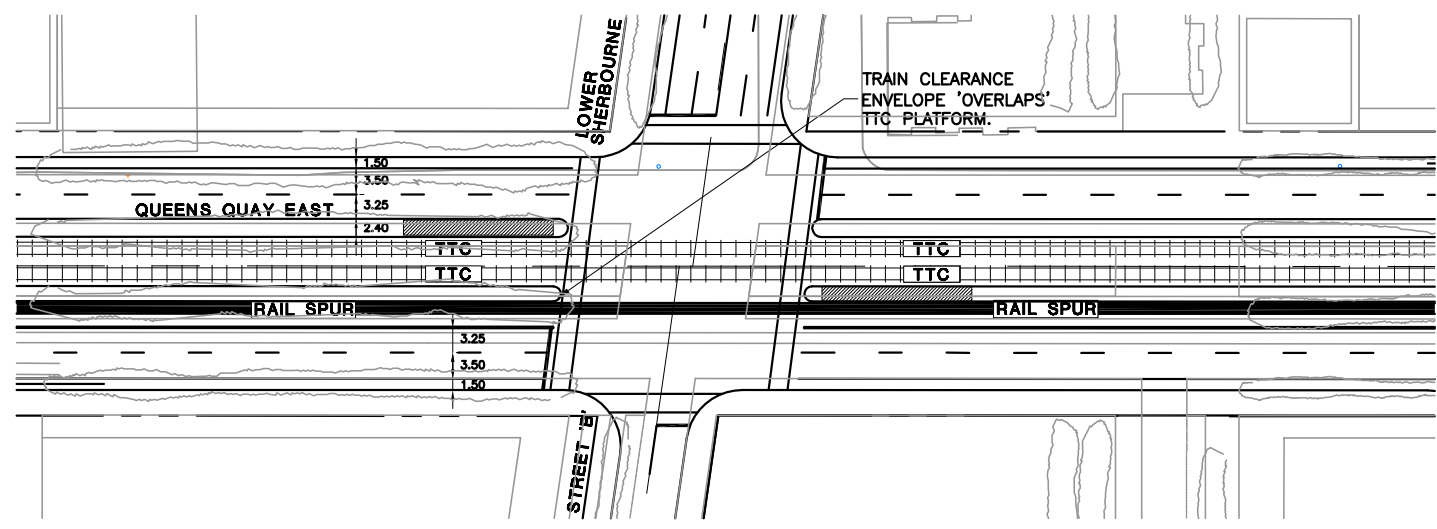 LOWER
SHERBOURNE
TRAIN CLEARANCE
ENVELOPE 'OVERLAPS'
TTC PLATFORM.
1.50
3.50
3.25
2.40
QUEENS QUAY EAST
TTC
TTC
TTC
TTC
RAIL SPUR
RAIL SPUR
3.25
3.50
1.50
STREET 'B'